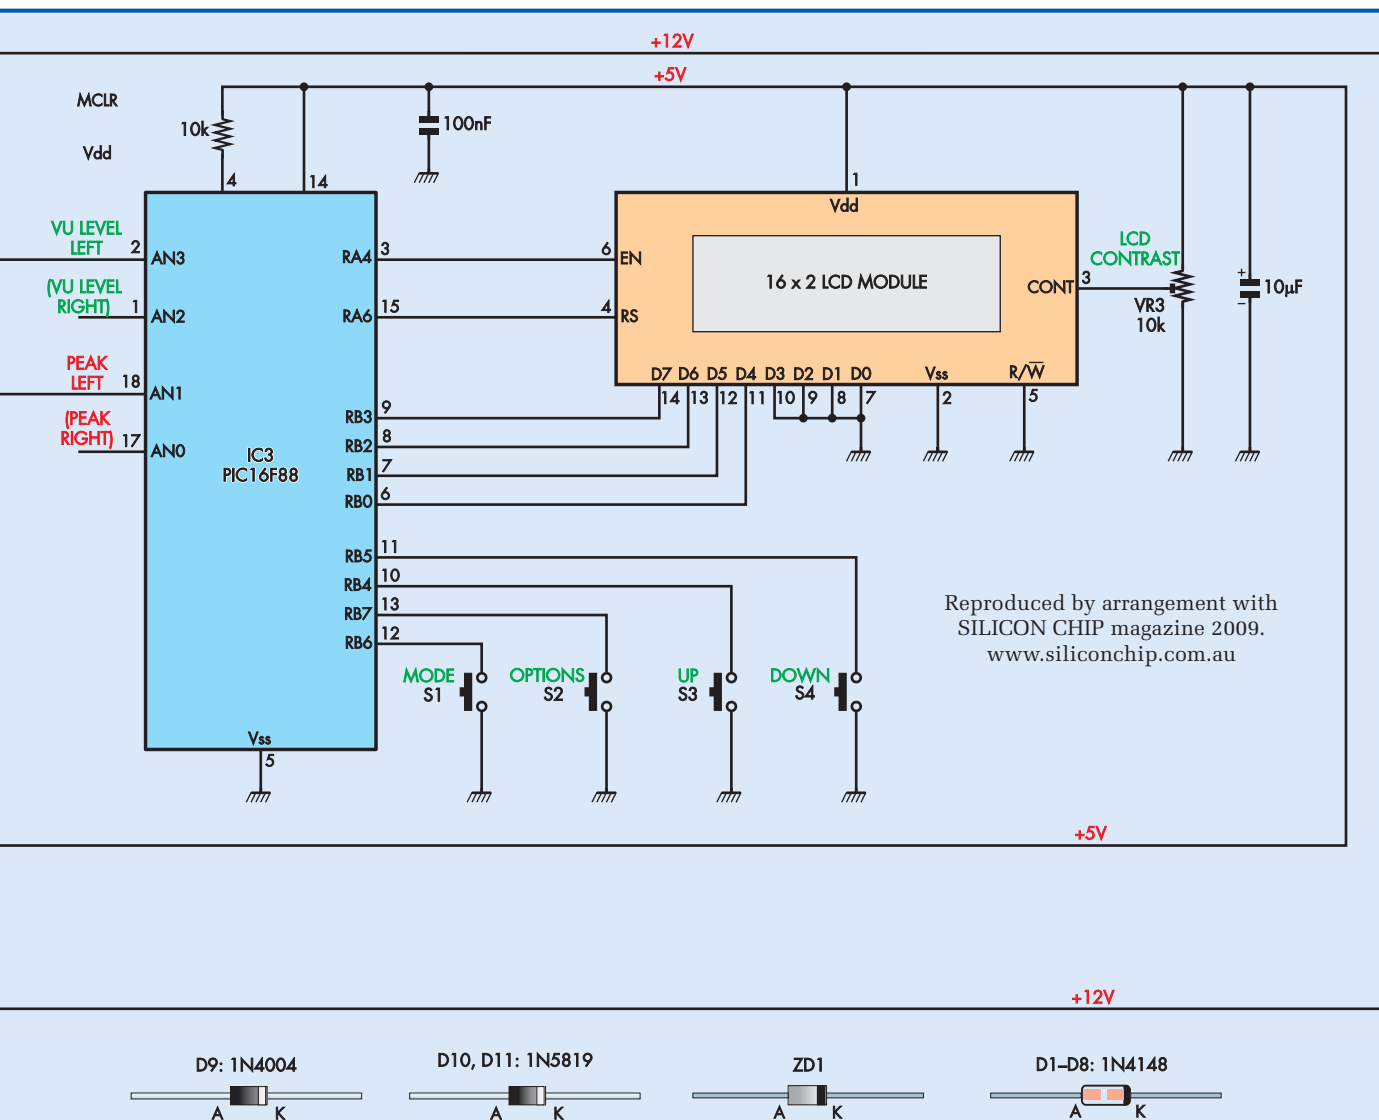 +12V
+5V
MCLR
10k
100nF
Vdd
4
14
1
Vdd
VU LEVEL
LEFT
2
AN3
RA4
3
6
EN
16 x 2 LCD MODULE
LCD
CONTRAST
CONT
3
VR3
10k
+
10µF
–
(VU LEVEL
RIGHT)
1
AN2
RA6
15
4
RS
PEAK
LEFT
18
AN1
D7 D6 D5 D4 D3 D2 D1 D0
Vss
R/W̅
14 13 12 11 10 9 8 7
2
5
(PEAK
RIGHT)
17
AN0
RB3
9
RB2
8
RB1
7
RB0
6
IC3
PIC16F88
RB5
11
RB4
10
RB7
13
RB6
12
MODE
S1
OPTIONS
S2
UP
S3
DOWN
S4
Reproduced by arrangement with
SILICON CHIP magazine 2009.
www.siliconchip.com.au
Vss
5
+5V
+12V
D9: 1N4004
A K
D10, D11: 1N5819
A K
ZD1
A K
D1–D8: 1N4148
A K